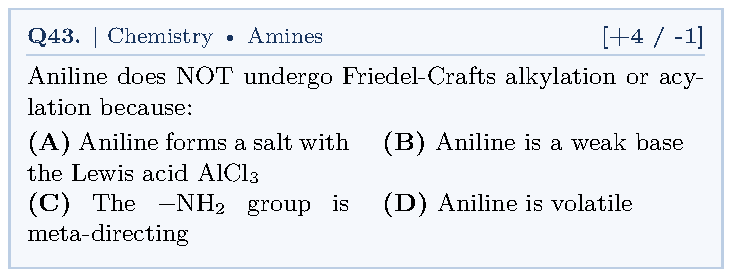 Q43. | Chemistry • Amines [+4 / -1]
Aniline does NOT undergo Friedel-Crafts alkylation or acy-
lation because:
(A) Aniline forms a salt with (B) Aniline is a weak base
the Lewis acid AlCl₃
(C) The −NH₂ group is (D) Aniline is volatile
meta-directing